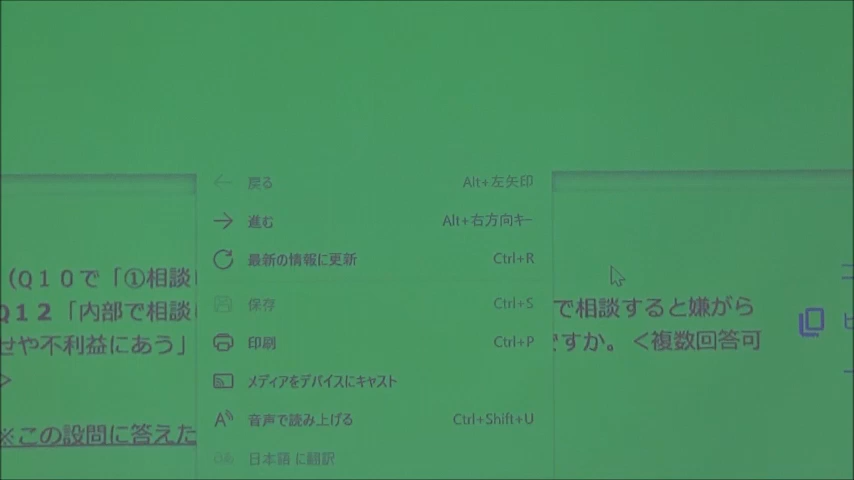 戻る Alt+左矢印
進む Alt+右方向キー
最新の情報に更新 Ctrl+R
保存 Ctrl+S
印刷 Ctrl+P
メディアをデバイスにキャスト
音声で読み上げる Ctrl+Shift+U
日本語 に翻訳
（Q１０で「①相談
Q１２「内部で相談
で相談すると嫌がら
せや不利益にあう」
すか。＜複数回答可
＞
※この設問に答えた